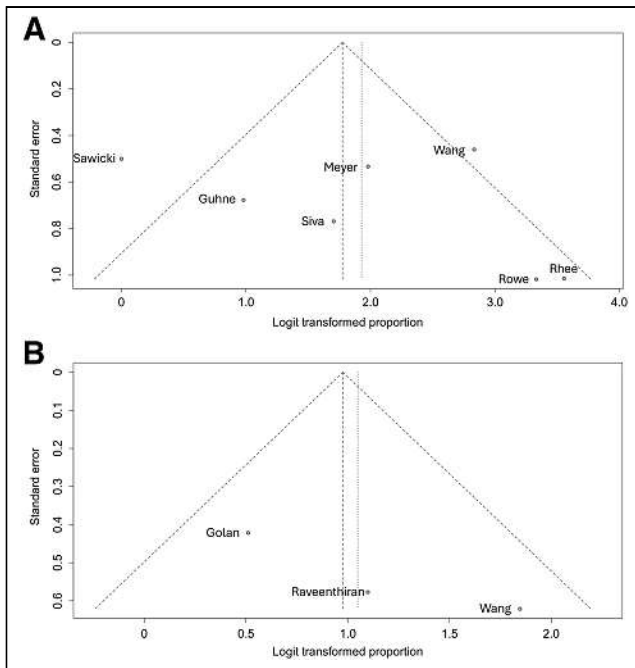 A
0
0.2
0.4
0.6
0.8
1.0
Standard error
Sawicki
Wang
Meyer
Guhne
Siva
Rhee
Rowe
0 1.0 2.0 3.0 4.0
Logit transformed proportion
B
0
0.1
0.2
0.3
0.4
0.5
0.6
Standard error
Golan
Raveenthiran
Wang
0 0.5 1.0 1.5 2.0
Logit transformed proportion